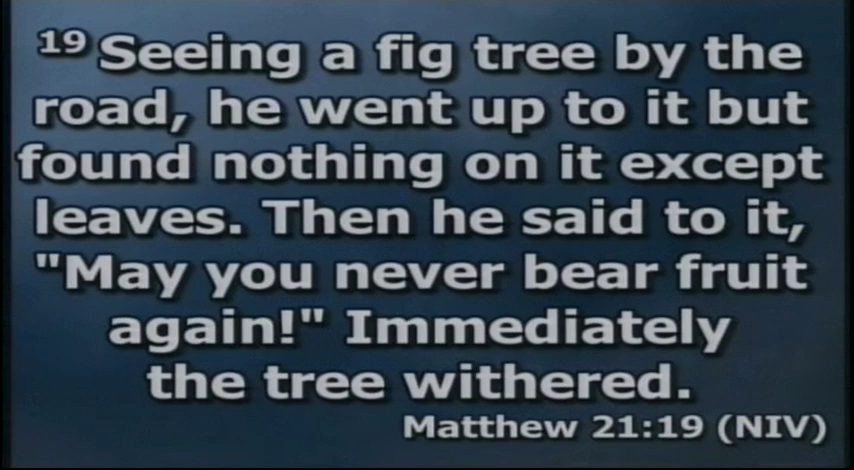 19 Seeing a fig tree by the
road, he went up to it but
found nothing on it except
leaves. Then he said to it,
"May you never bear fruit
again!" Immediately
the tree withered.
Matthew 21:19 (NIV)